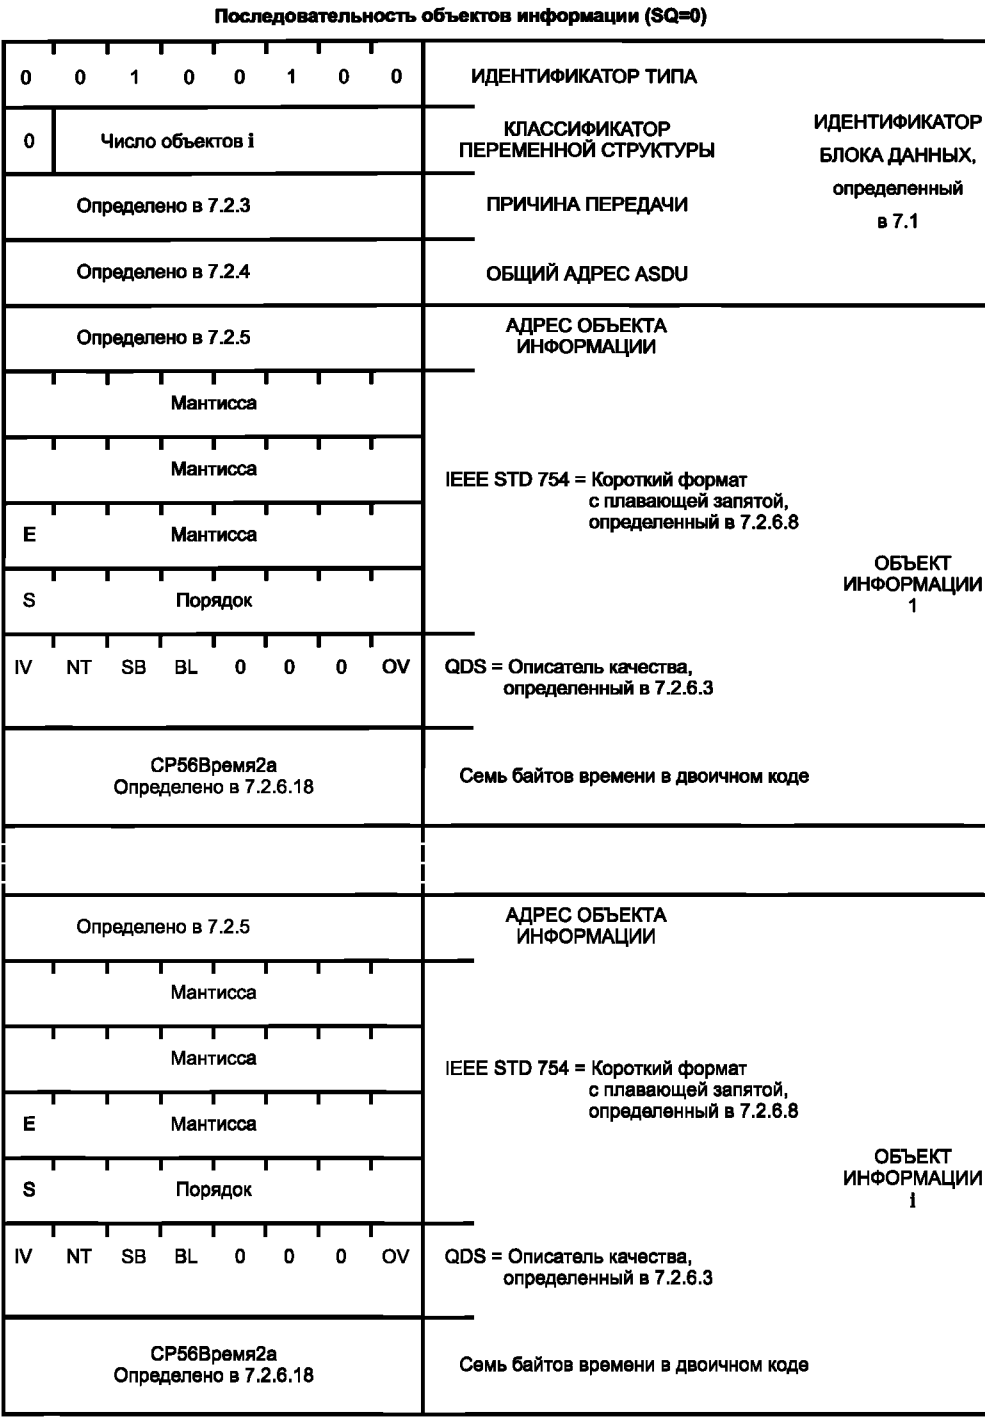 Последовательность объектов информации (SQ=0)
0 0 1 0 0 1 0 0 ИДЕНТИФИКАТОР ТИПА
0 Число объектов i КЛАССИФИКАТОР
ПЕРЕМЕННОЙ СТРУКТУРЫ
ИДЕНТИФИКАТОР
БЛОКА ДАННЫХ,
определенный
в 7.1
Определено в 7.2.3 ПРИЧИНА ПЕРЕДАЧИ
Определено в 7.2.4 ОБЩИЙ АДРЕС ASDU
Определено в 7.2.5 АДРЕС ОБЪЕКТА
ИНФОРМАЦИИ
Мантисса
Мантисса
IEEE STD 754 = Короткий формат
с плавающей запятой,
определенный в 7.2.6.8
E Мантисса
S Порядок
ОБЪЕКТ
ИНФОРМАЦИИ
1
IV NT SB BL 0 0 0 OV QDS = Описатель качества,
определенный в 7.2.6.3
CP56Время2а
Определено в 7.2.6.18
Семь байтов времени в двоичном коде
Определено в 7.2.5 АДРЕС ОБЪЕКТА
ИНФОРМАЦИИ
Мантисса
Мантисса
IEEE STD 754 = Короткий формат
с плавающей запятой,
определенный в 7.2.6.8
E Мантисса
S Порядок
ОБЪЕКТ
ИНФОРМАЦИИ
i
IV NT SB BL 0 0 0 OV QDS = Описатель качества,
определенный в 7.2.6.3
CP56Время2а
Определено в 7.2.6.18
Семь байтов времени в двоичном коде